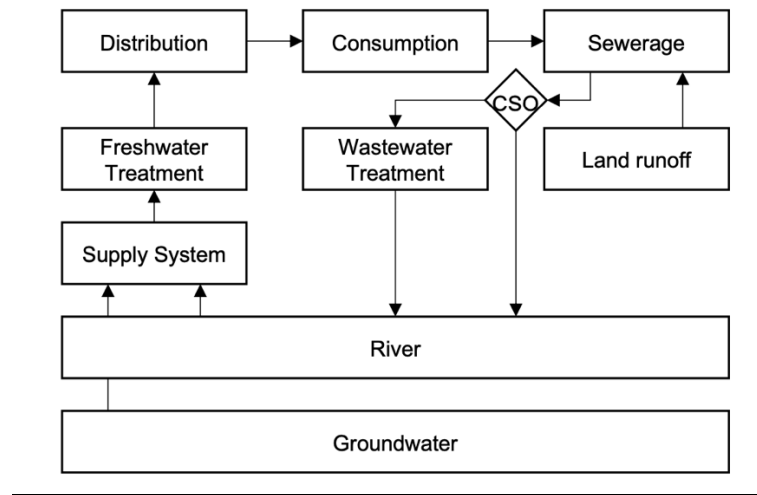 Distribution
Consumption
Sewerage
CSO
Freshwater
Treatment
Wastewater
Treatment
Land runoff
Supply System
River
Groundwater